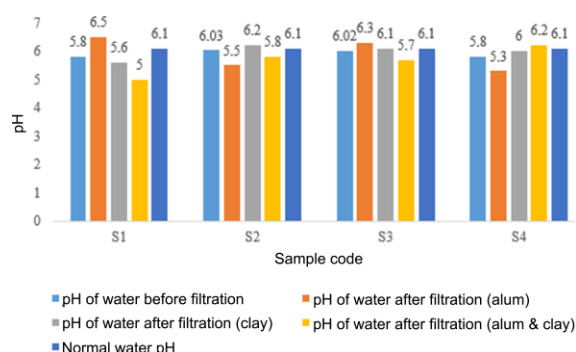 8
7
6
5
4
3
2
1
0
pH
5.8 6.5 5.6 5 6.1
6.03 5.5 6.2 5.8 6.1
6.02 6.3 6.1 5.7 6.1
5.8 5.3 6 6.2 6.1
S1 S2 S3 S4
Sample code
pH of water before filtration
pH of water after filtration (alum)
pH of water after filtration (clay)
pH of water after filtration (alum & clay)
Normal water pH